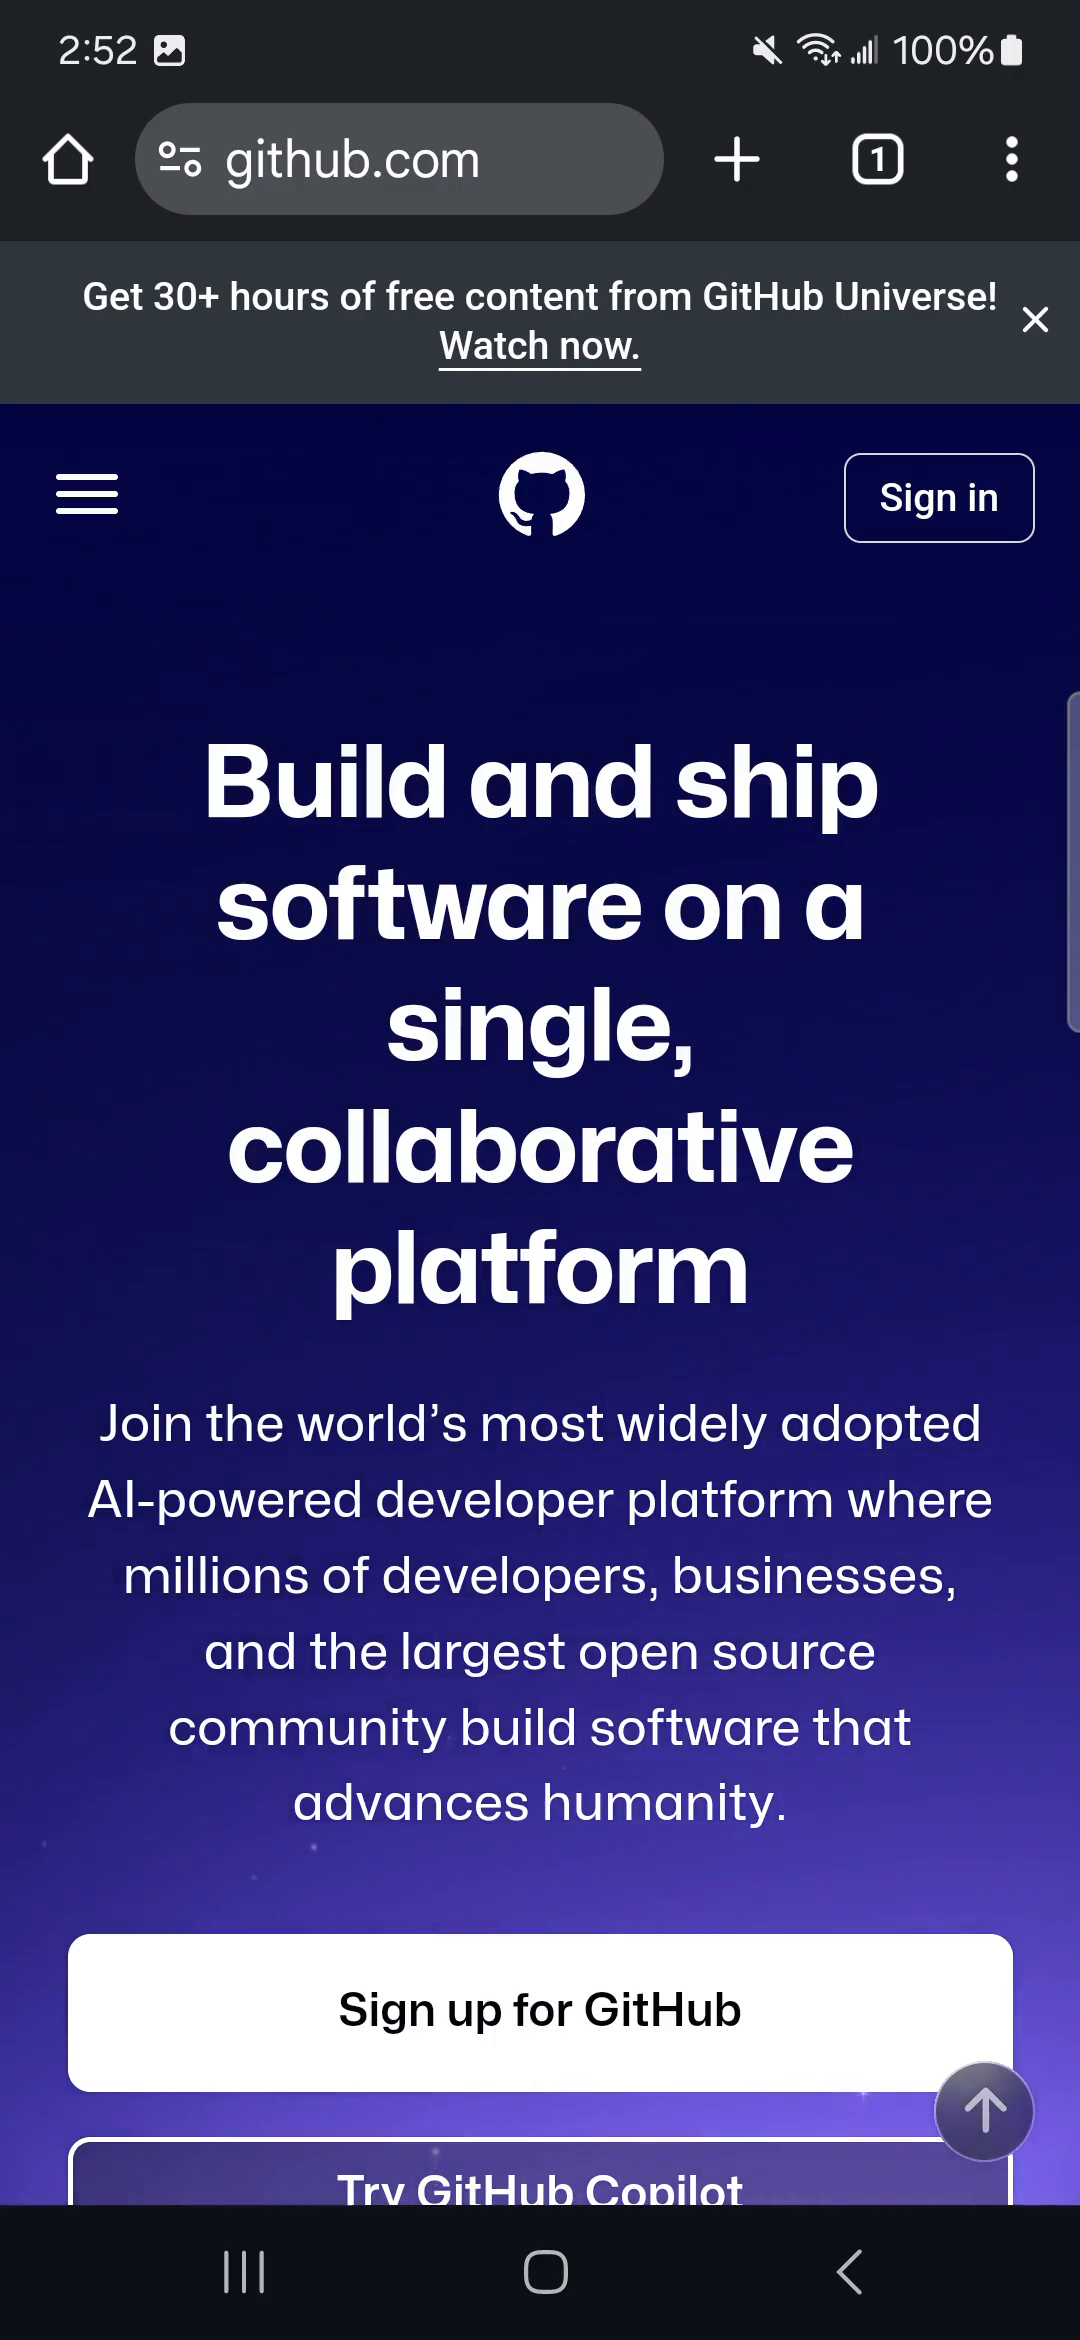 2:52
100%
github.com
1
Get 30+ hours of free content from GitHub Universe!
Watch now.
Sign in
Build and ship
software on a
single,
collaborative
platform
Join the world’s most widely adopted
AI-powered developer platform where
millions of developers, businesses,
and the largest open source
community build software that
advances humanity.
Sign up for GitHub
Try GitHub Copilot